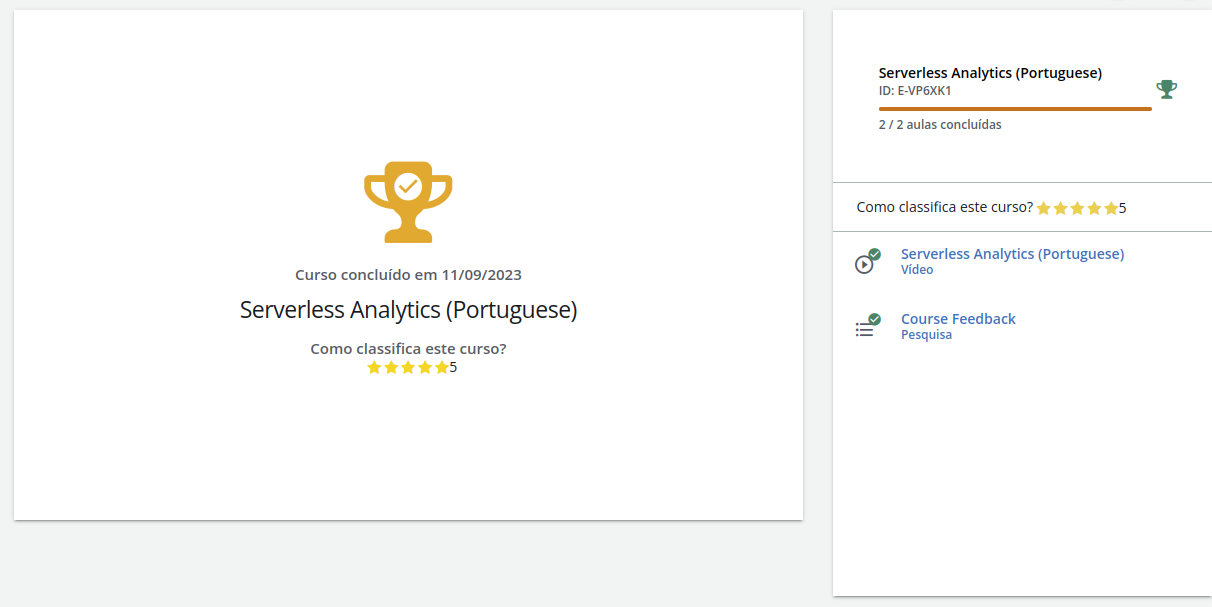 Curso concluído em 11/09/2023
Serverless Analytics (Portuguese)
Como classifica este curso?
5
Serverless Analytics (Portuguese)
ID: E-VP6XK1
2 / 2 aulas concluídas
Como classifica este curso? 5
Serverless Analytics (Portuguese)
Vídeo
Course Feedback
Pesquisa